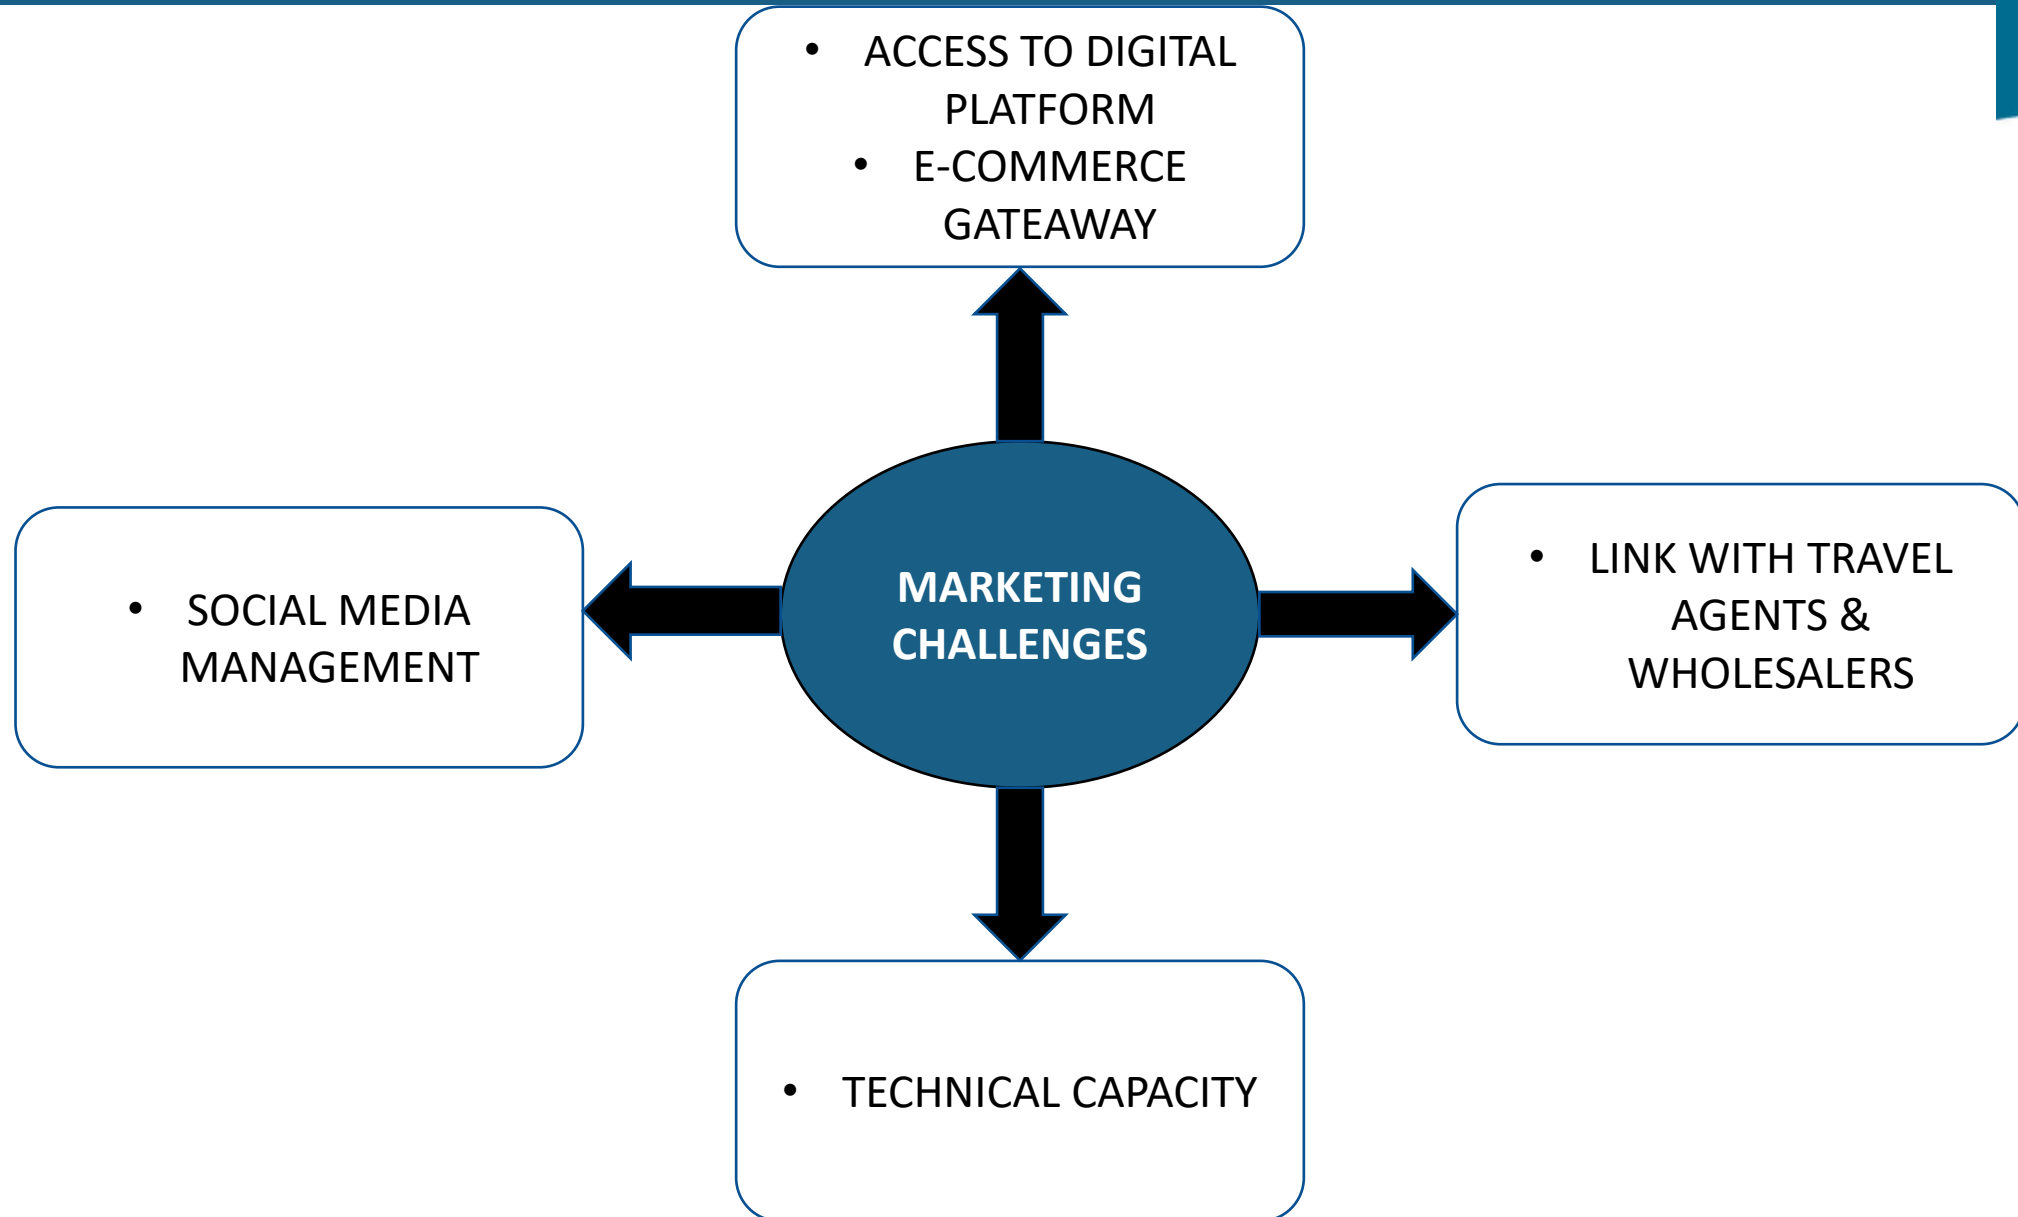 • ACCESS TO DIGITAL
PLATFORM
• E-COMMERCE
GATEAWAY
• SOCIAL MEDIA
MANAGEMENT
MARKETING
CHALLENGES
• LINK WITH TRAVEL
AGENTS &
WHOLESALERS
• TECHNICAL CAPACITY